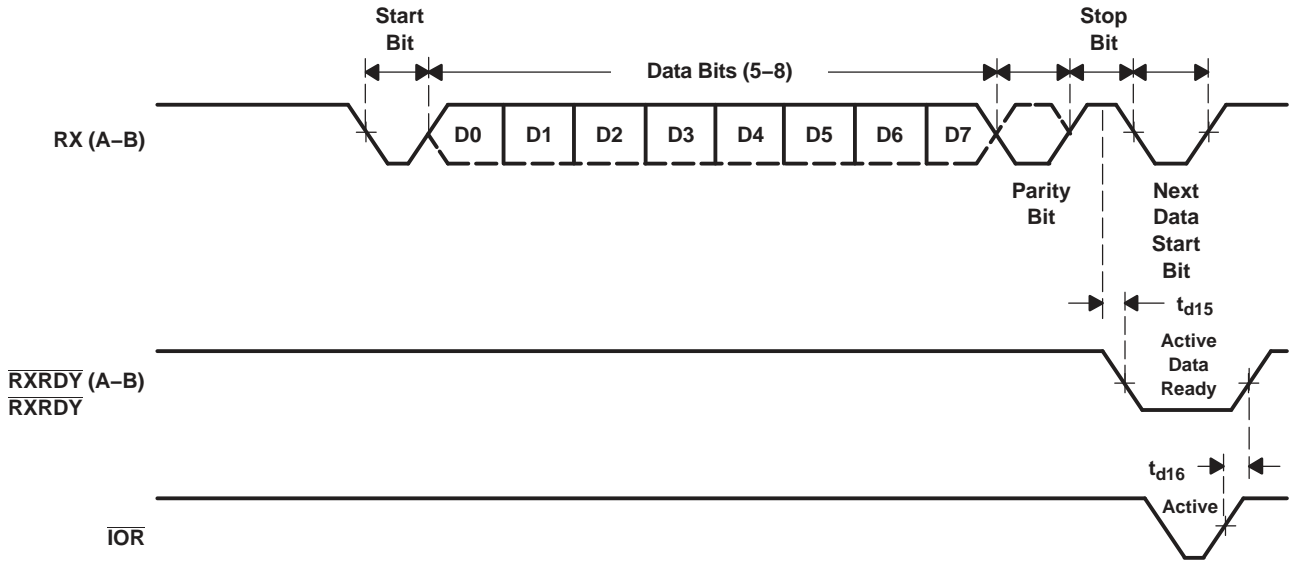 Start
Bit
Stop
Bit
Data Bits (5–8)
RX (A–B)
D0 D1 D2 D3 D4 D5 D6 D7
Parity
Bit
Next
Data
Start
Bit
td15
RXRDY (A–B)
RXRDY
Active
Data
Ready
td16
IOR
Active